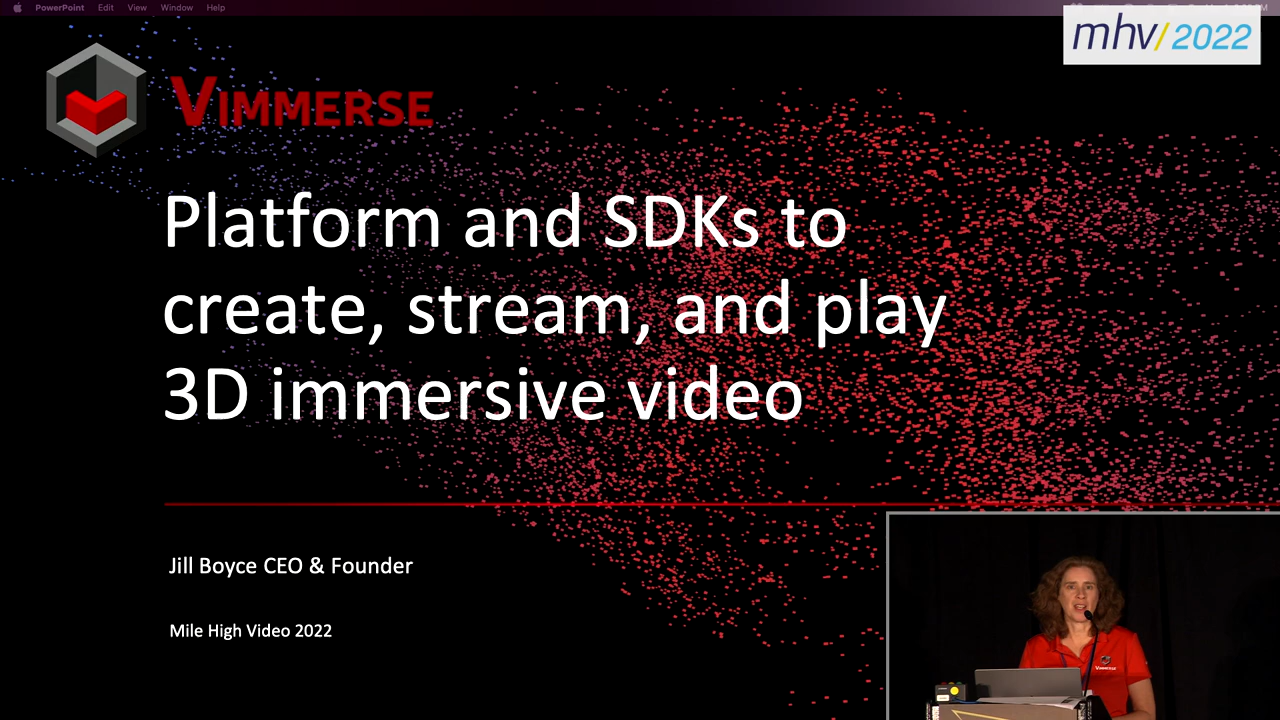 PowerPoint Edit View Window Help
mhv/2022
VIMMERSE
Platform and SDKs to
create, stream, and play
3D immersive video
Jill Boyce CEO & Founder
Mile High Video 2022
VIMMERSE